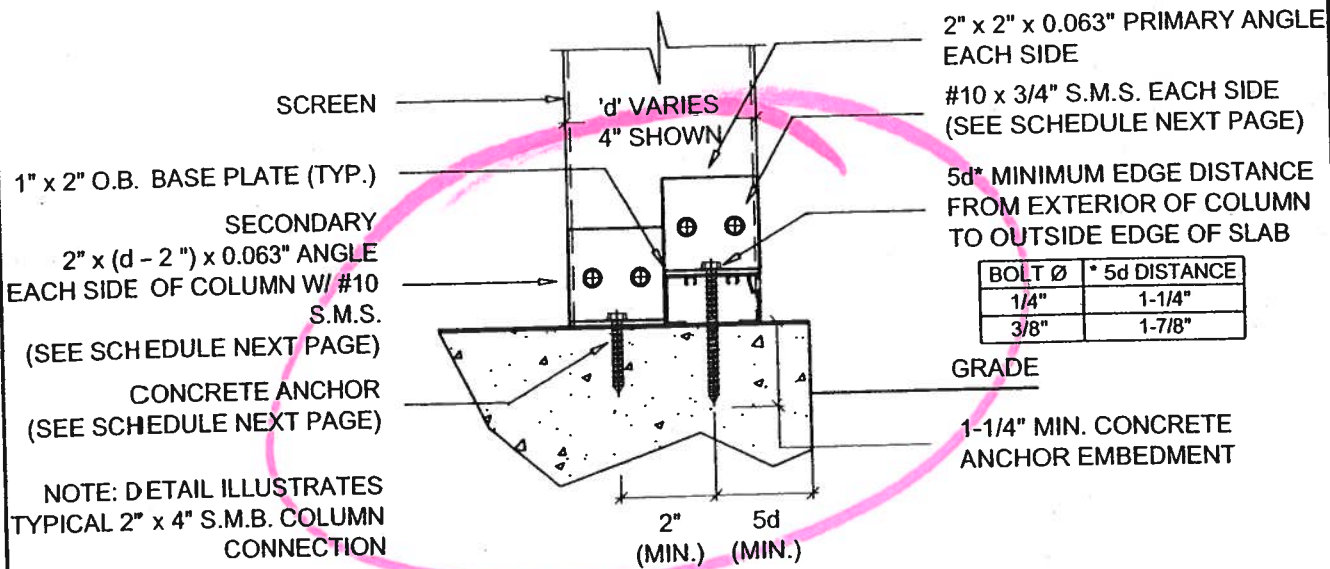 SCREEN
1" x 2" O.B. BASE PLATE (TYP.)
SECONDARY
2" x (d – 2 ") x 0.063" ANGLE
EACH SIDE OF COLUMN W/ #10
S.M.S.
(SEE SCHEDULE NEXT PAGE)
CONCRETE ANCHOR
(SEE SCHEDULE NEXT PAGE)
NOTE: DETAIL ILLUSTRATES
TYPICAL 2" x 4" S.M.B. COLUMN
CONNECTION
'd' VARIES
4" SHOWN
2"
(MIN.)
5d
(MIN.)
2" x 2" x 0.063" PRIMARY ANGLE
EACH SIDE
#10 x 3/4" S.M.S. EACH SIDE
(SEE SCHEDULE NEXT PAGE)
5d* MINIMUM EDGE DISTANCE
FROM EXTERIOR OF COLUMN
TO OUTSIDE EDGE OF SLAB
BOLT Ø * 5d DISTANCE
1/4" 1-1/4"
3/8" 1-7/8"
GRADE
1-1/4" MIN. CONCRETE
ANCHOR EMBEDMENT